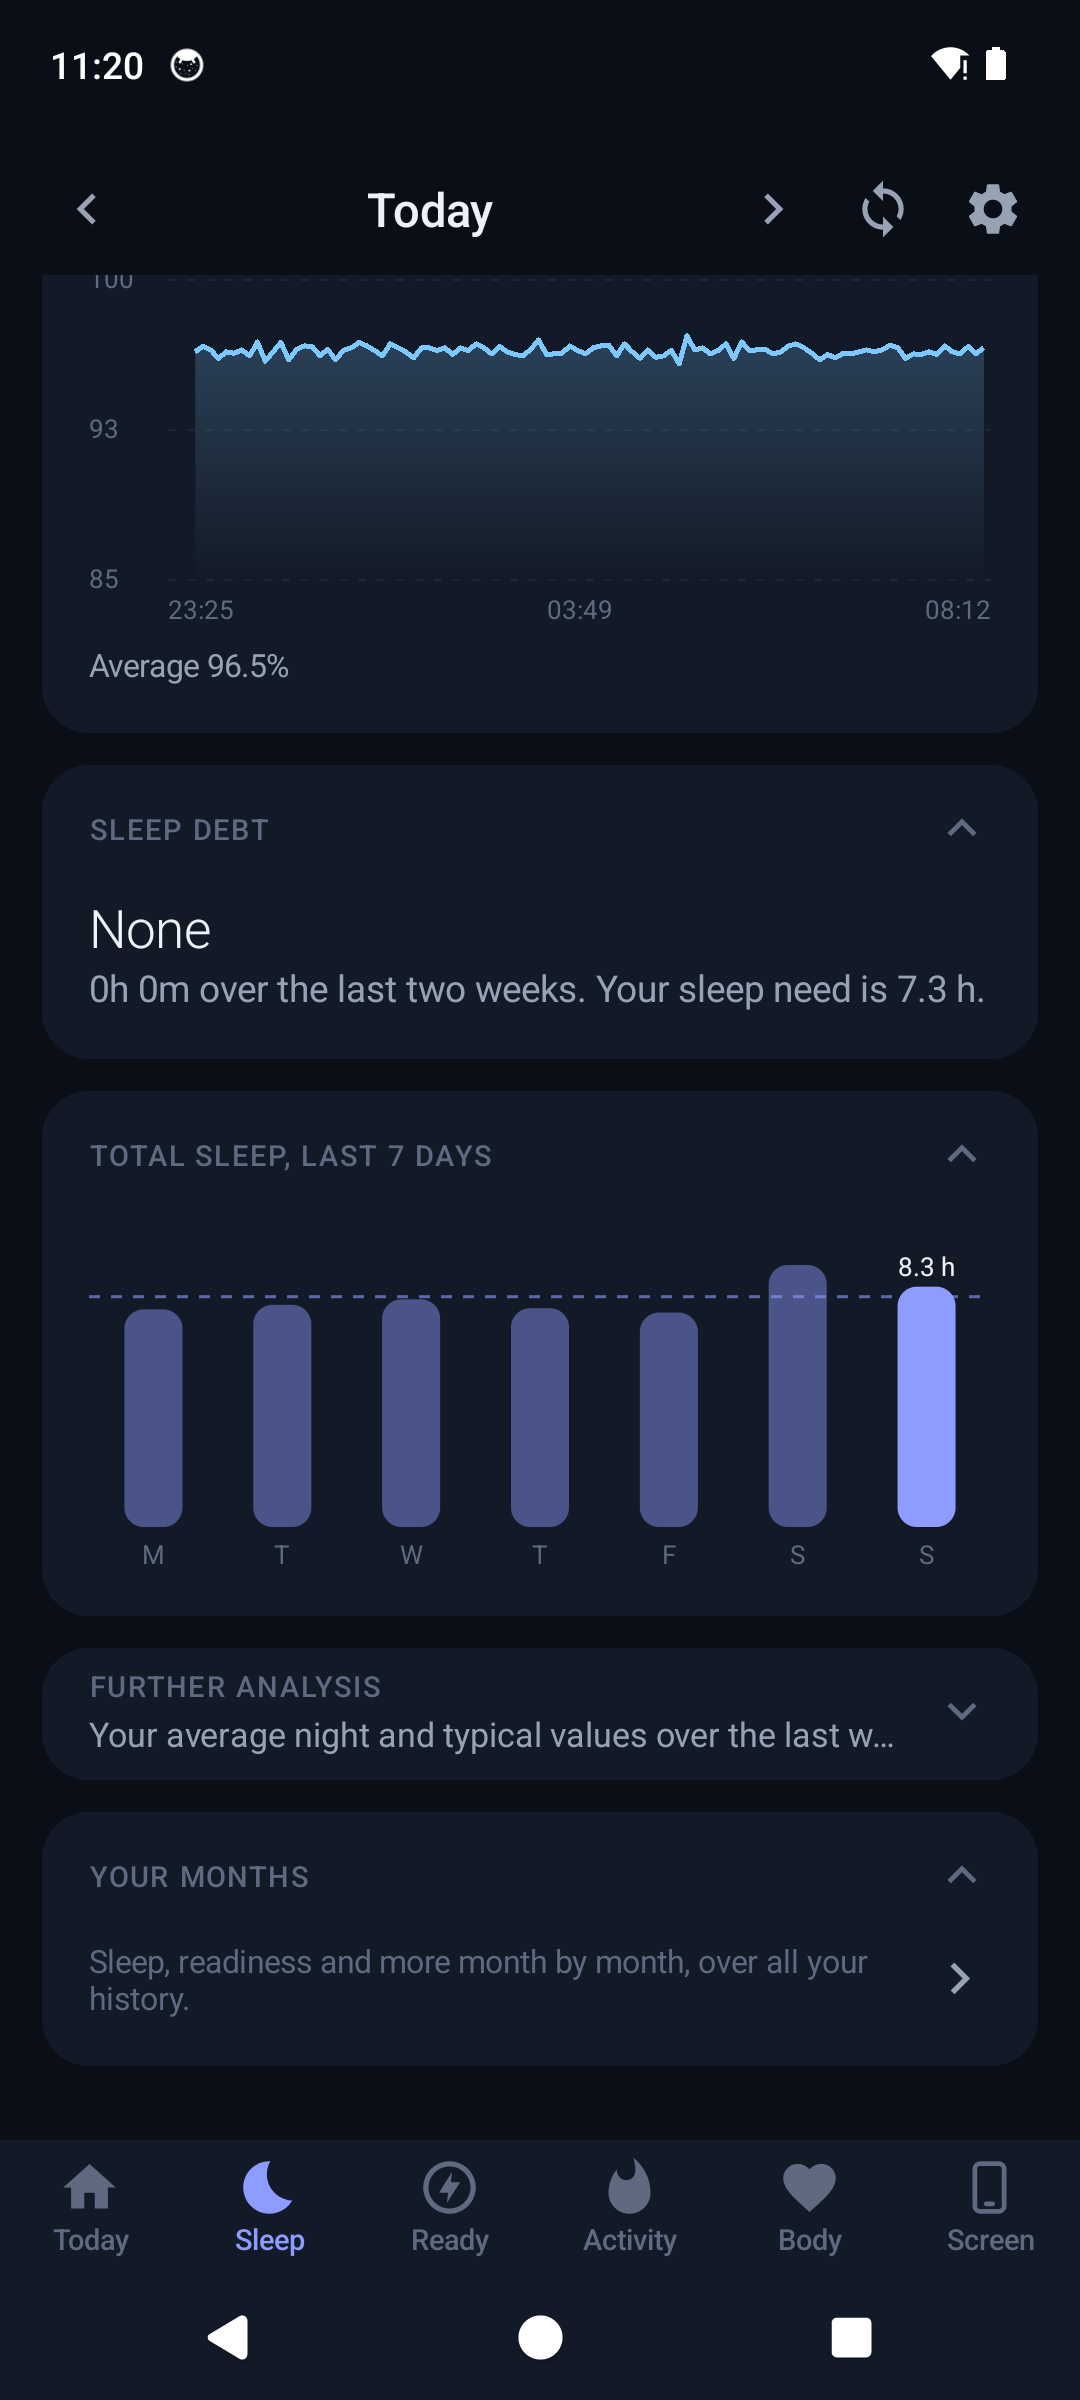 11:20
Today
100
93
85
23:25 03:49 08:12
Average 96.5%
SLEEP DEBT
None
0h 0m over the last two weeks. Your sleep need is 7.3 h.
TOTAL SLEEP, LAST 7 DAYS
8.3 h
M T W T F S S
FURTHER ANALYSIS
Your average night and typical values over the last w...
YOUR MONTHS
Sleep, readiness and more month by month, over all your
history.
Today Sleep Ready Activity Body Screen